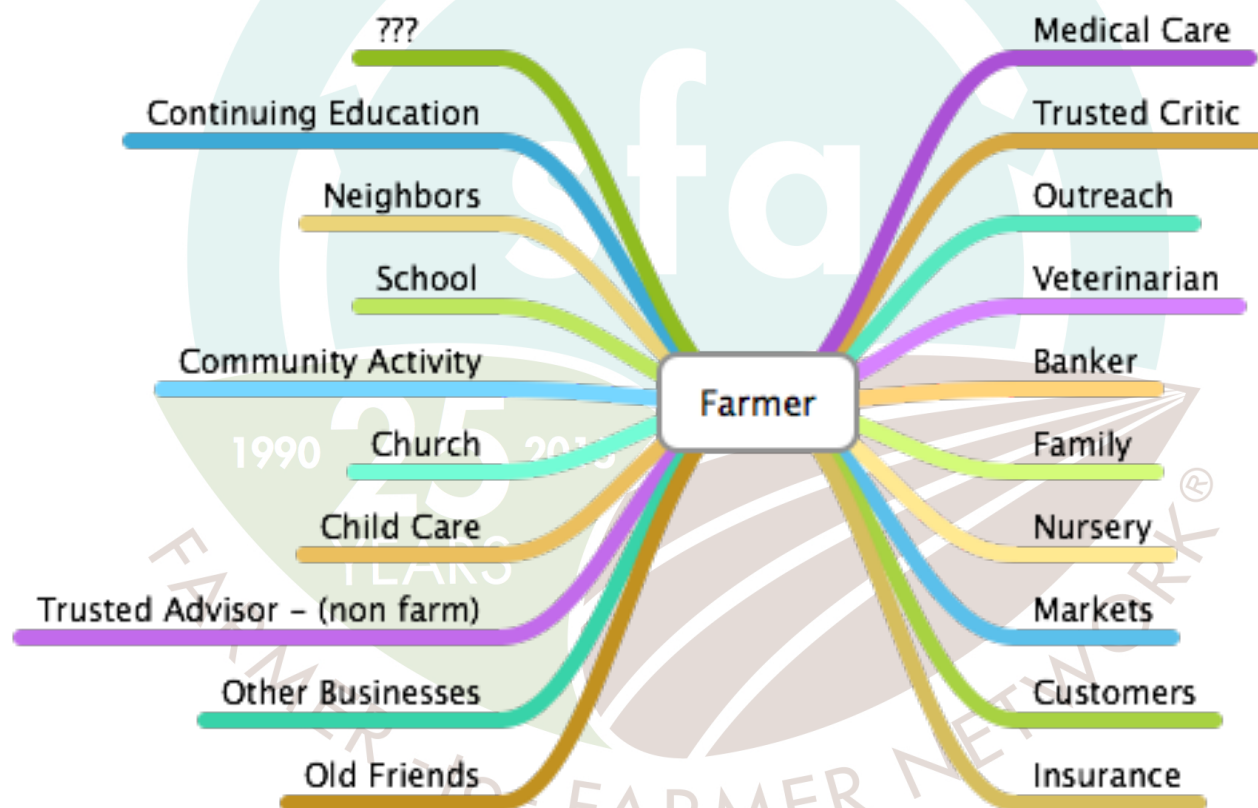 ???
Continuing Education
Neighbors
School
Community Activity
Church
Child Care
Trusted Advisor – (non farm)
Other Businesses
Old Friends
Farmer
Medical Care
Trusted Critic
Outreach
Veterinarian
Banker
Family
Nursery
Markets
Customers
Insurance
sfa
1990
25
YEARS
FARMER
FARMER NETWORK®